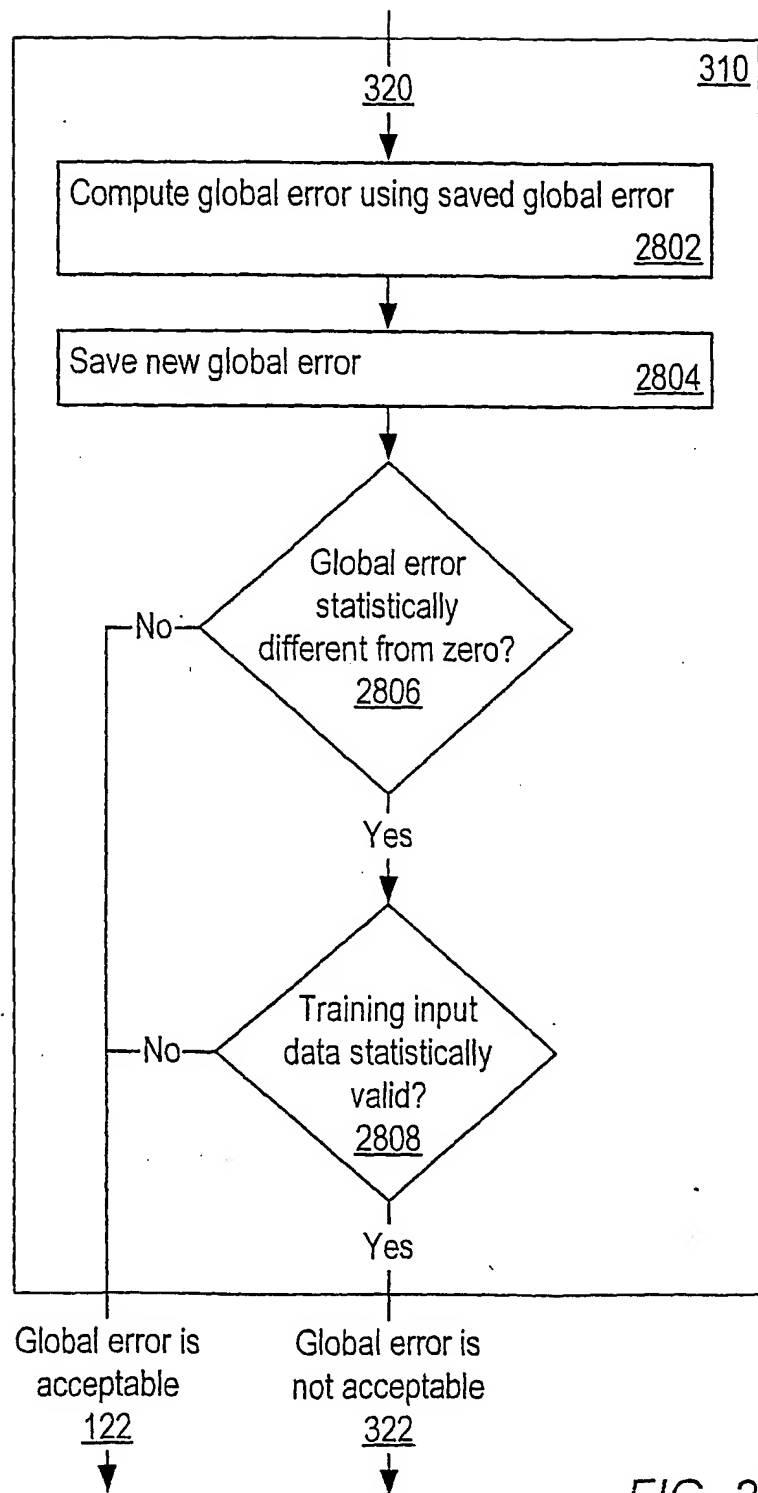 310
320
Compute global error using saved global error
2802
Save new global error
2804
Global error
statistically
different from zero?
2806
No
Yes
Training input
data statistically
valid?
2808
No
Yes
Global error is
acceptable
122
Global error is
not acceptable
322